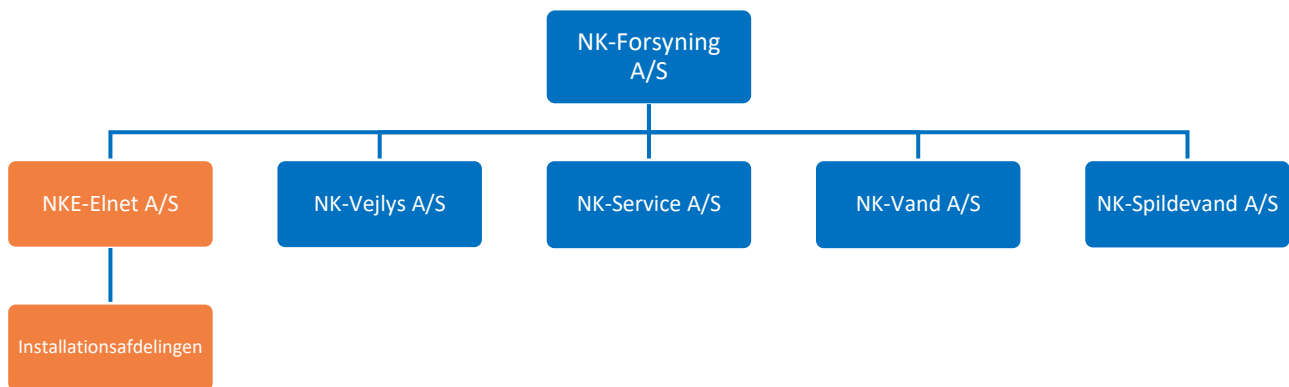 NK-Forsyning
A/S
NKE-Elnet A/S
NK-Vejlys A/S
NK-Service A/S
NK-Vand A/S
NK-Spildevand A/S
Installationsafdelingen